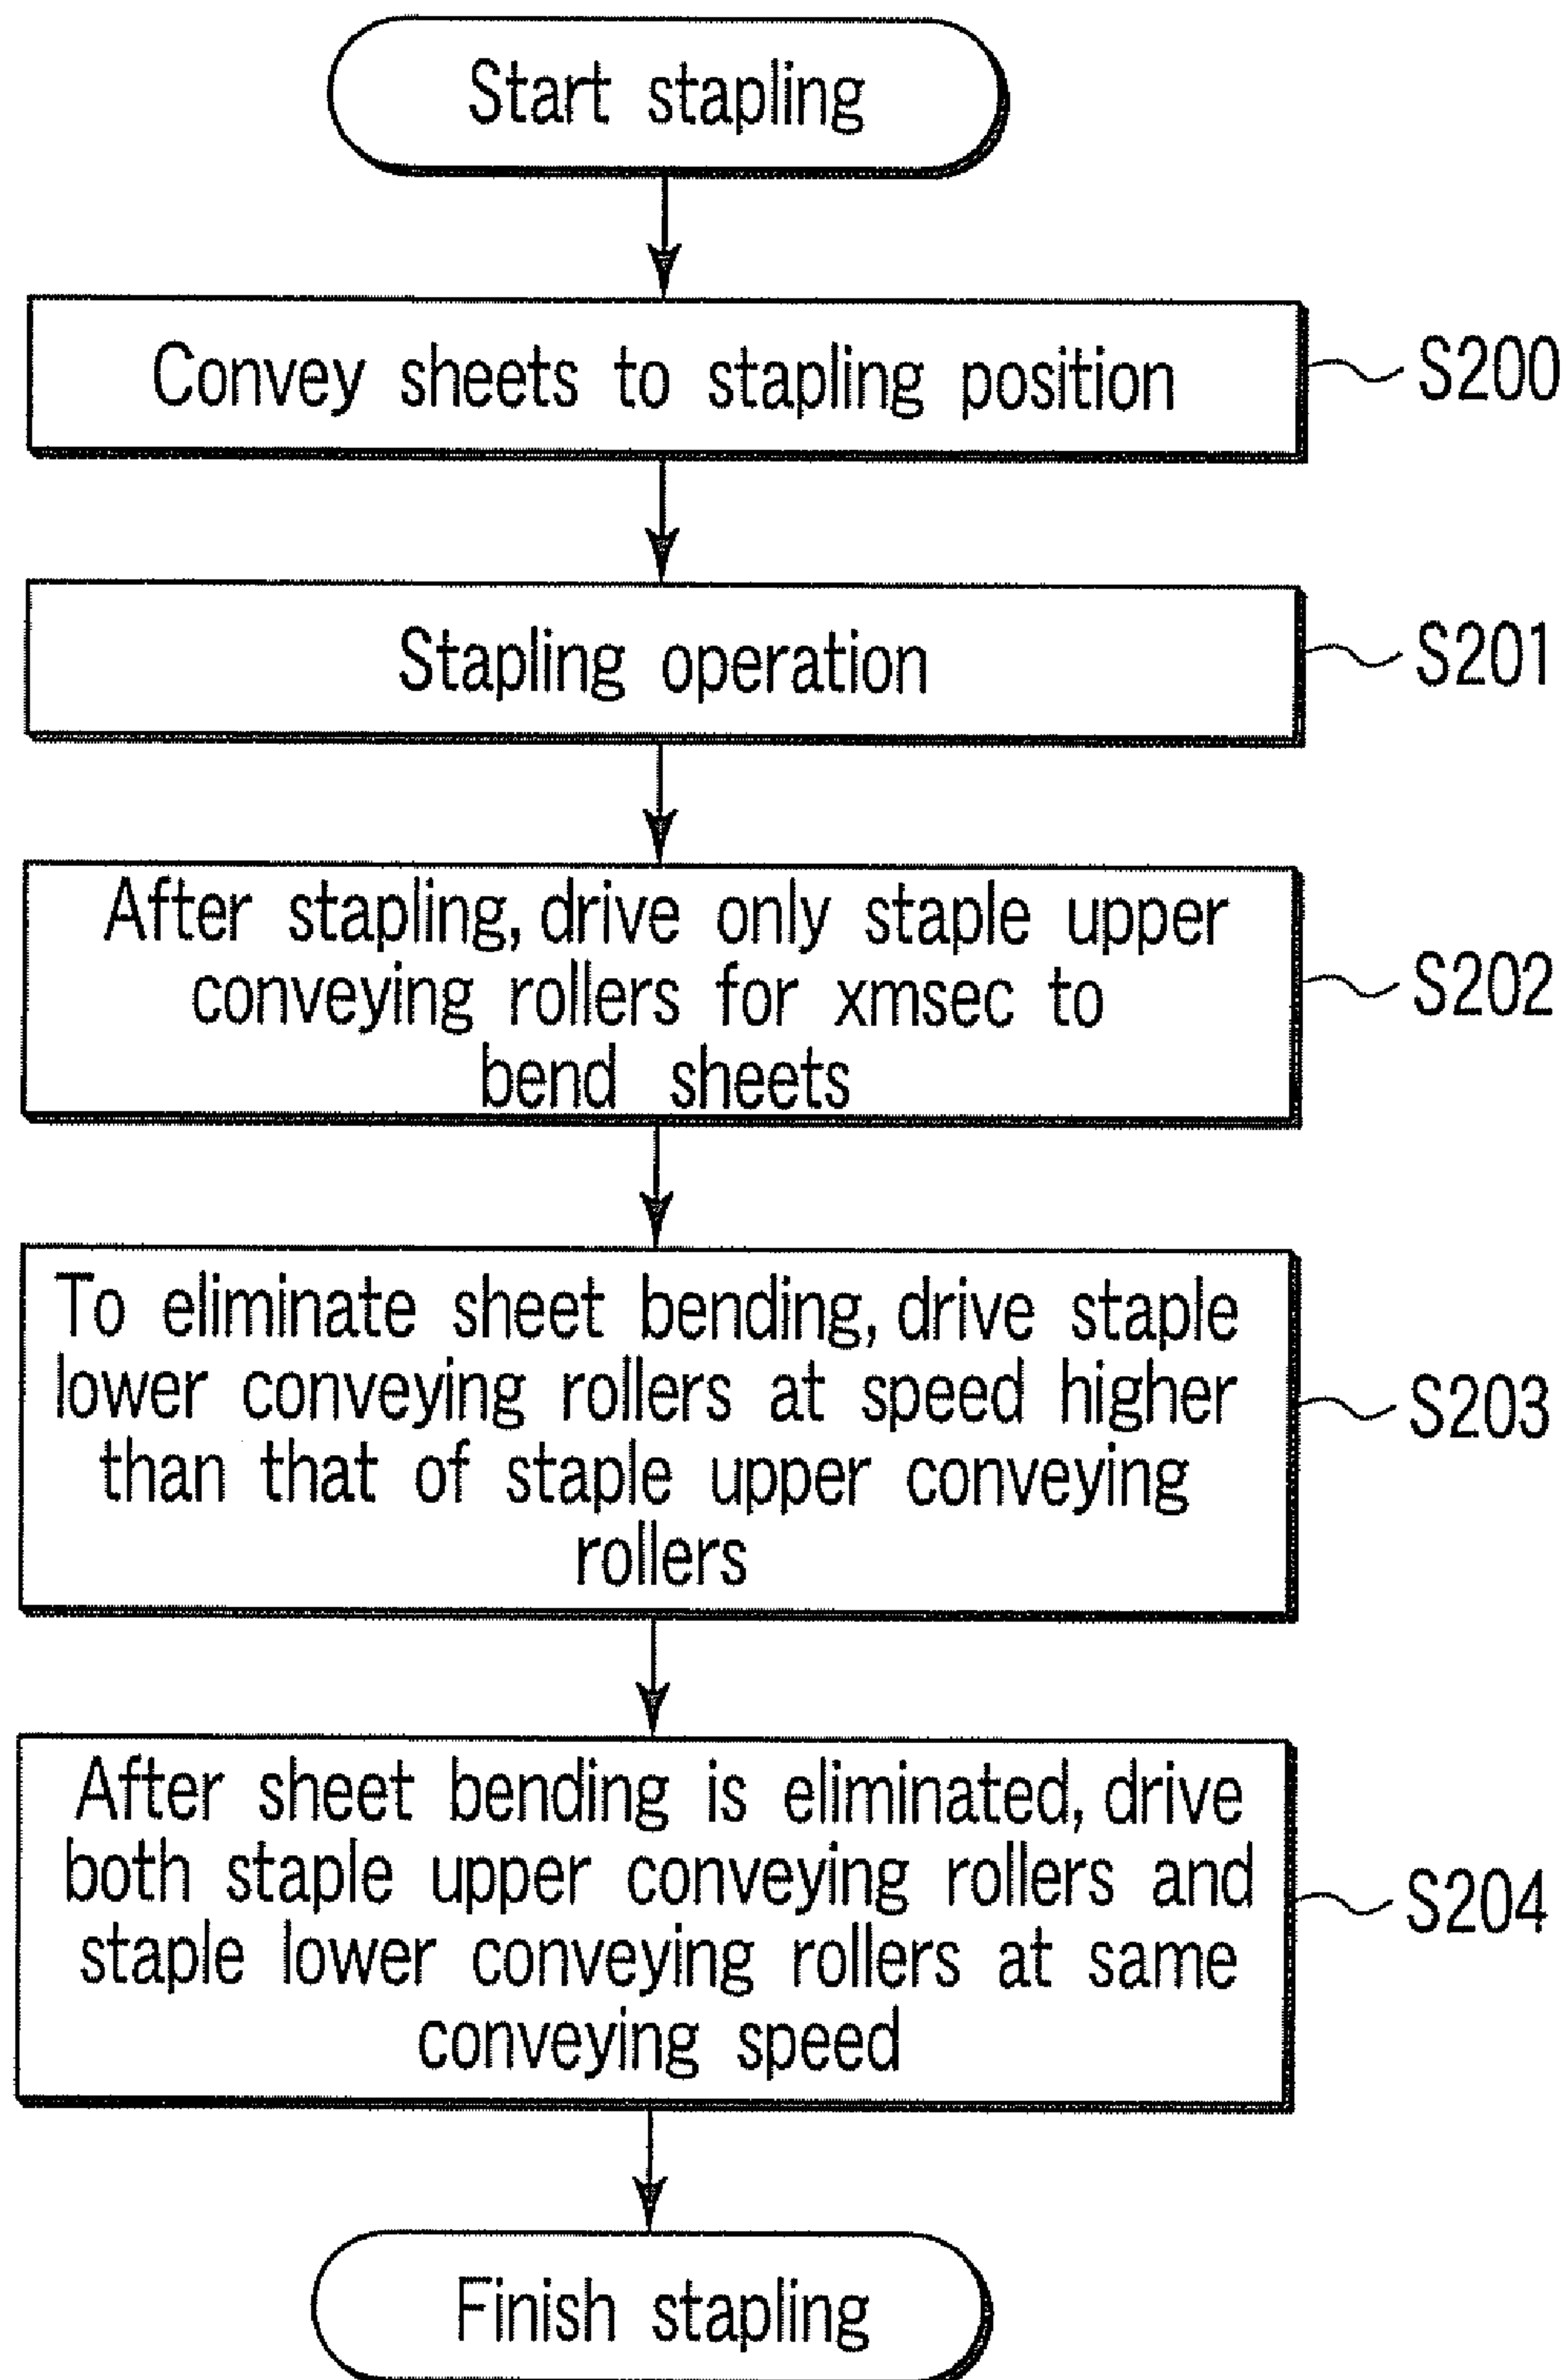 Start stapling
Convey sheets to stapling position
S200
Stapling operation
S201
After stapling, drive only staple upper
conveying rollers for xmsec to
bend sheets
S202
To eliminate sheet bending, drive staple
lower conveying rollers at speed higher
than that of staple upper conveying
rollers
S203
After sheet bending is eliminated, drive
both staple upper conveying rollers and
staple lower conveying rollers at same
conveying speed
S204
Finish stapling